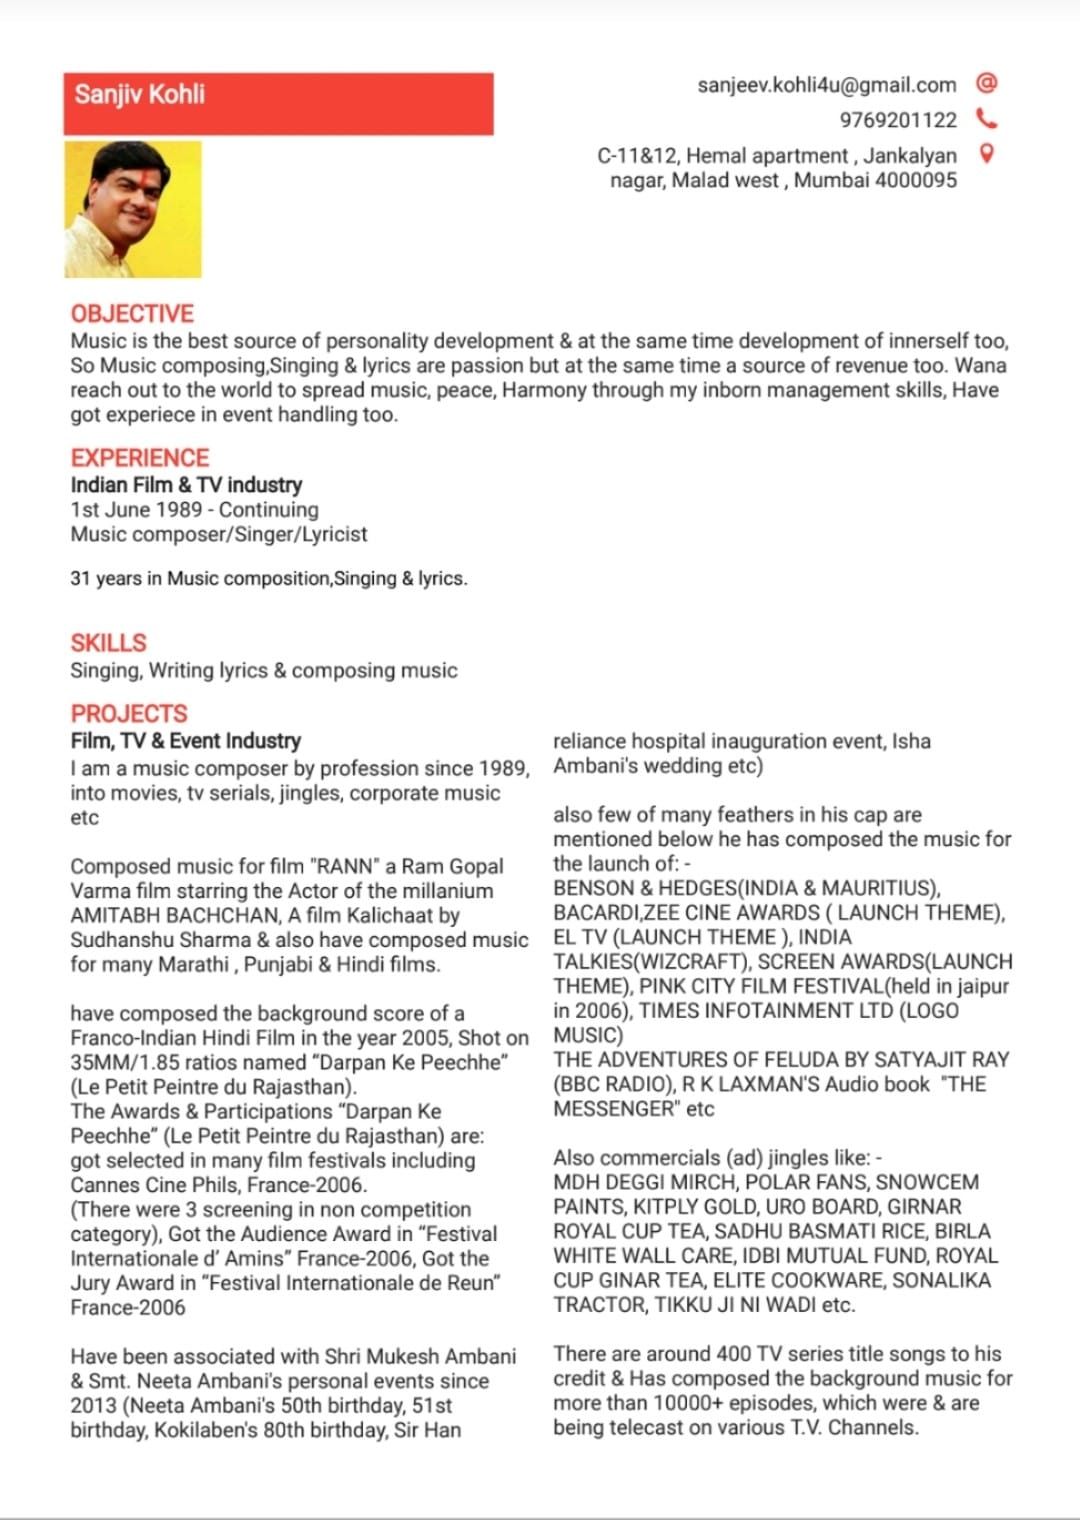 Sanjiv Kohli
sanjeev.kohli4u@gmail.com
9769201122
C-11&12, Hemal apartment , Jankalyan
nagar, Malad west , Mumbai 4000095
OBJECTIVE
Music is the best source of personality development & at the same time development of innerself too,
So Music composing,Singing & lyrics are passion but at the same time a source of revenue too. Wana
reach out to the world to spread music, peace, Harmony through my inborn management skills, Have
got experiece in event handling too.
EXPERIENCE
Indian Film & TV industry
1st June 1989 - Continuing
Music composer/Singer/Lyricist
31 years in Music composition,Singing & lyrics.
SKILLS
Singing, Writing lyrics & composing music
PROJECTS
Film, TV & Event Industry
I am a music composer by profession since 1989,
into movies, tv serials, jingles, corporate music
etc
Composed music for film "RANN" a Ram Gopal
Varma film starring the Actor of the millanium
AMITABH BACHCHAN, A film Kalichaat by
Sudhanshu Sharma & also have composed music
for many Marathi , Punjabi & Hindi films.
have composed the background score of a
Franco-Indian Hindi Film in the year 2005, Shot on
35MM/1.85 ratios named “Darpan Ke Peechhe”
(Le Petit Peintre du Rajasthan).
The Awards & Participations “Darpan Ke
Peechhe” (Le Petit Peintre du Rajasthan) are:
got selected in many film festivals including
Cannes Cine Phils, France-2006.
(There were 3 screening in non competition
category), Got the Audience Award in “Festival
Internationale d’ Amins” France-2006, Got the
Jury Award in “Festival Internationale de Reun”
France-2006
Have been associated with Shri Mukesh Ambani
& Smt. Neeta Ambani's personal events since
2013 (Neeta Ambani's 50th birthday, 51st
birthday, Kokilaben's 80th birthday, Sir Han
reliance hospital inauguration event, Isha
Ambani's wedding etc)
also few of many feathers in his cap are
mentioned below he has composed the music for
the launch of: -
BENSON & HEDGES(INDIA & MAURITIUS),
BACARDI,ZEE CINE AWARDS ( LAUNCH THEME),
EL TV (LAUNCH THEME ), INDIA
TALKIES(WIZCRAFT), SCREEN AWARDS(LAUNCH
THEME), PINK CITY FILM FESTIVAL(held in jaipur
in 2006), TIMES INFOTAINMENT LTD (LOGO
MUSIC)
THE ADVENTURES OF FELUDA BY SATYAJIT RAY
(BBC RADIO), R K LAXMAN'S Audio book "THE
MESSENGER" etc
Also commercials (ad) jingles like: -
MDH DEGGI MIRCH, POLAR FANS, SNOWCEM
PAINTS, KITPLY GOLD, URO BOARD, GIRNAR
ROYAL CUP TEA, SADHU BASMATI RICE, BIRLA
WHITE WALL CARE, IDBI MUTUAL FUND, ROYAL
CUP GINAR TEA, ELITE COOKWARE, SONALIKA
TRACTOR, TIKKU JI NI WADI etc.
There are around 400 TV series title songs to his
credit & Has composed the background music for
more than 10000+ episodes, which were & are
being telecast on various T.V. Channels.